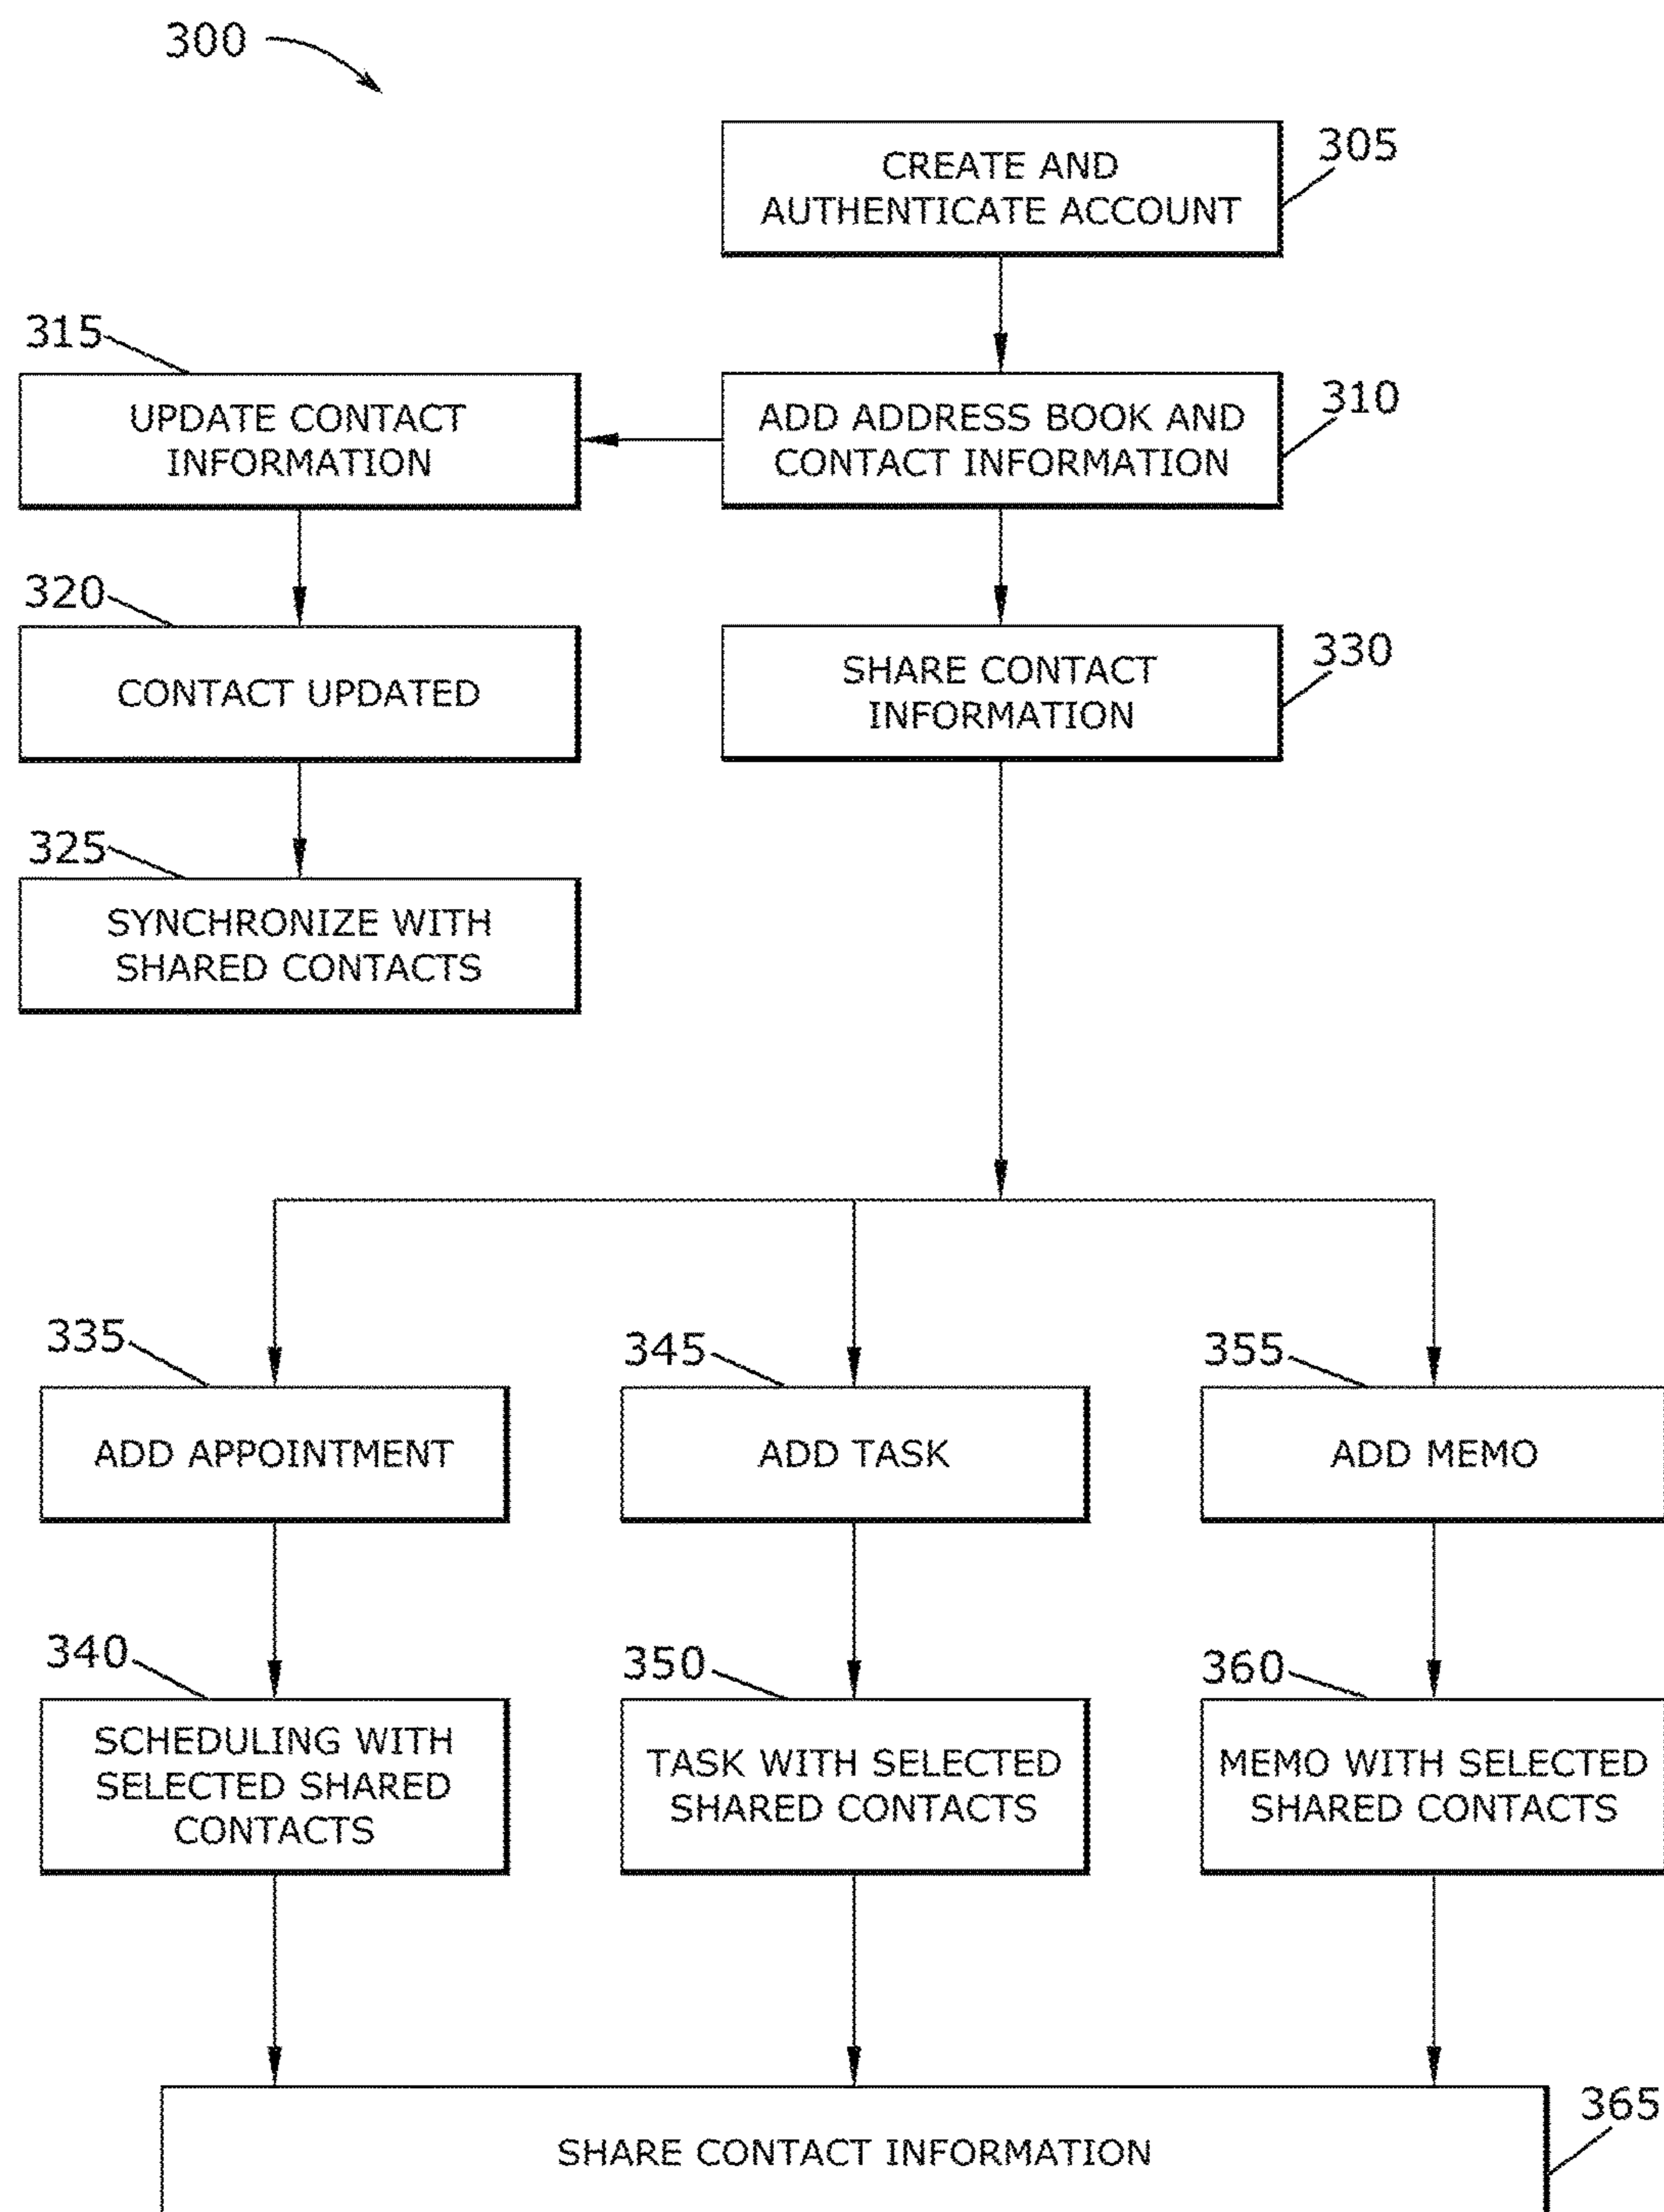 300
305
CREATE AND
AUTHENTICATE ACCOUNT
315
UPDATE CONTACT
INFORMATION
310
ADD ADDRESS BOOK AND
CONTACT INFORMATION
320
CONTACT UPDATED
330
SHARE CONTACT
INFORMATION
325
SYNCHRONIZE WITH
SHARED CONTACTS
335
ADD APPOINTMENT
345
ADD TASK
355
ADD MEMO
340
SCHEDULING WITH
SELECTED SHARED
CONTACTS
350
TASK WITH SELECTED
SHARED CONTACTS
360
MEMO WITH SELECTED
SHARED CONTACTS
365
SHARE CONTACT INFORMATION